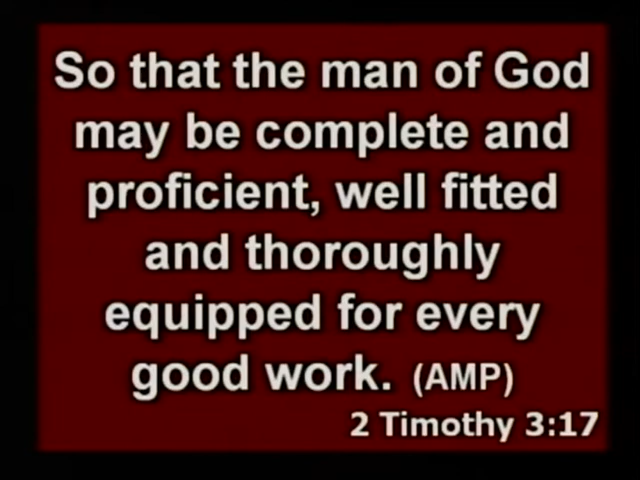 So that the man of God
may be complete and
proficient, well fitted
and thoroughly
equipped for every
good work. (AMP)
2 Timothy 3:17